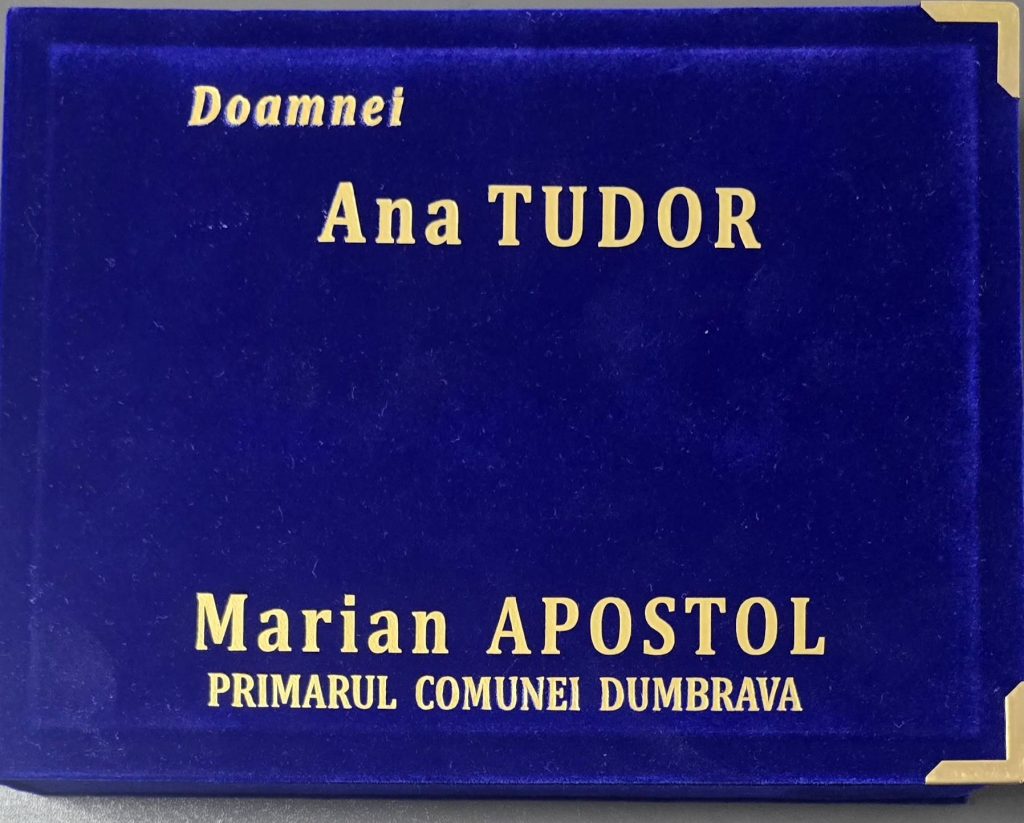 Doamnei
Ana TUDOR
Marian APOSTOL
PRIMARUL COMUNEI DUMBRAVA